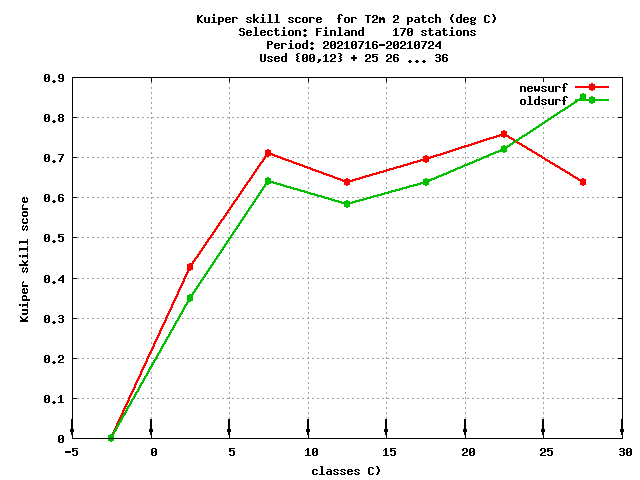 Kuiper skill score  for T2m 2 patch (deg C)
Selection: Finland    170 stations
Period: 20210716-20210724
Used {00,12} + 25 26 ... 36
newsurf
oldsurf
0.9
0.8
0.7
0.6
0.5
0.4
0.3
0.2
0.1
0
Kuiper skill score
-5 0 5 10 15 20 25 30
classes C)